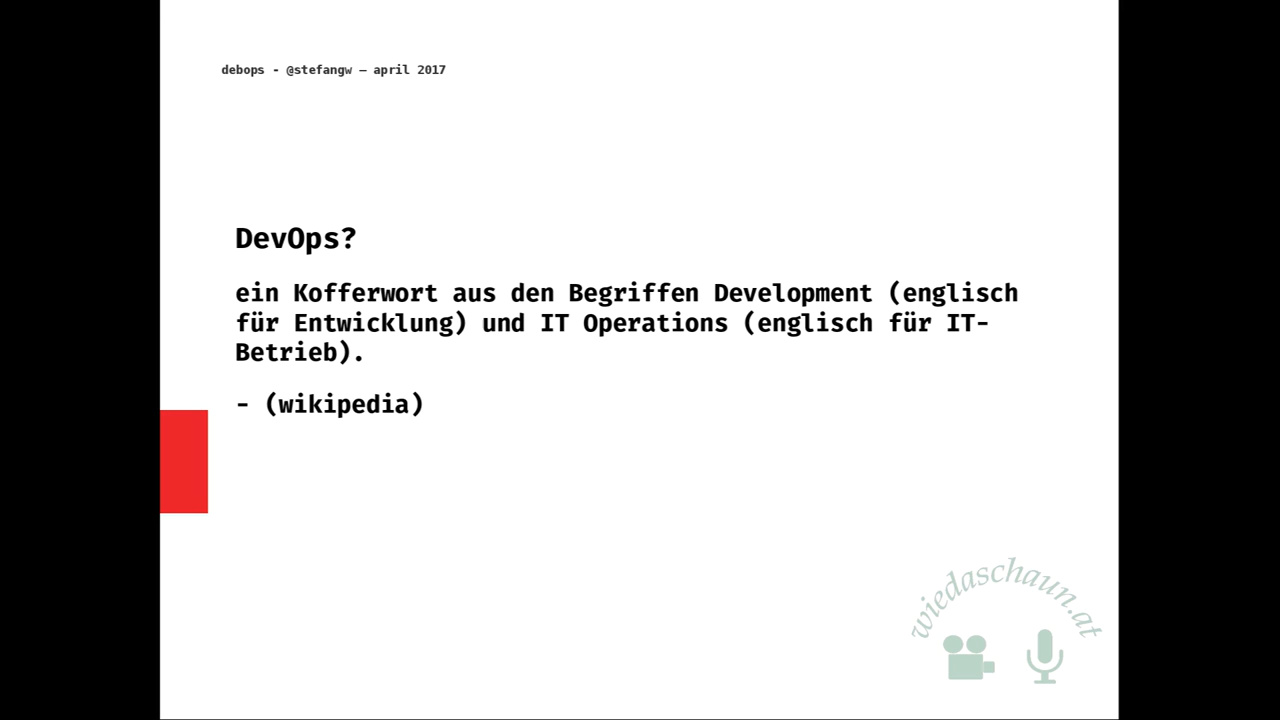 debops - @stefangw – april 2017
DevOps?
ein Kofferwort aus den Begriffen Development (englisch
für Entwicklung) und IT Operations (englisch für IT-
Betrieb).
- (wikipedia)
wiedaschaun.at